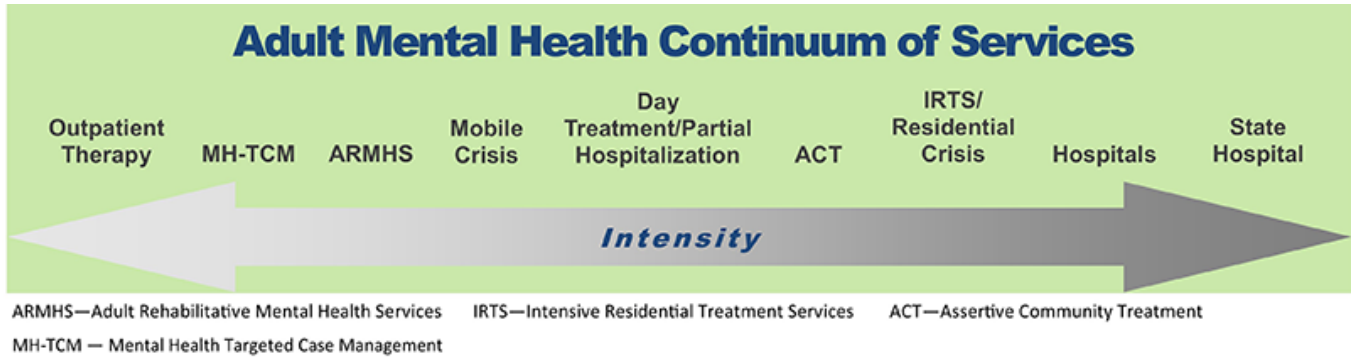 Adult Mental Health Continuum of Services
Outpatient
Therapy
MH-TCM
ARMHS
Mobile
Crisis
Day
Treatment/Partial
Hospitalization
ACT
IRTS/
Residential
Crisis
Hospitals
State
Hospital
Intensity
ARMHS—Adult Rehabilitative Mental Health Services
IRTS—Intensive Residential Treatment Services
ACT—Assertive Community Treatment
MH-TCM — Mental Health Targeted Case Management